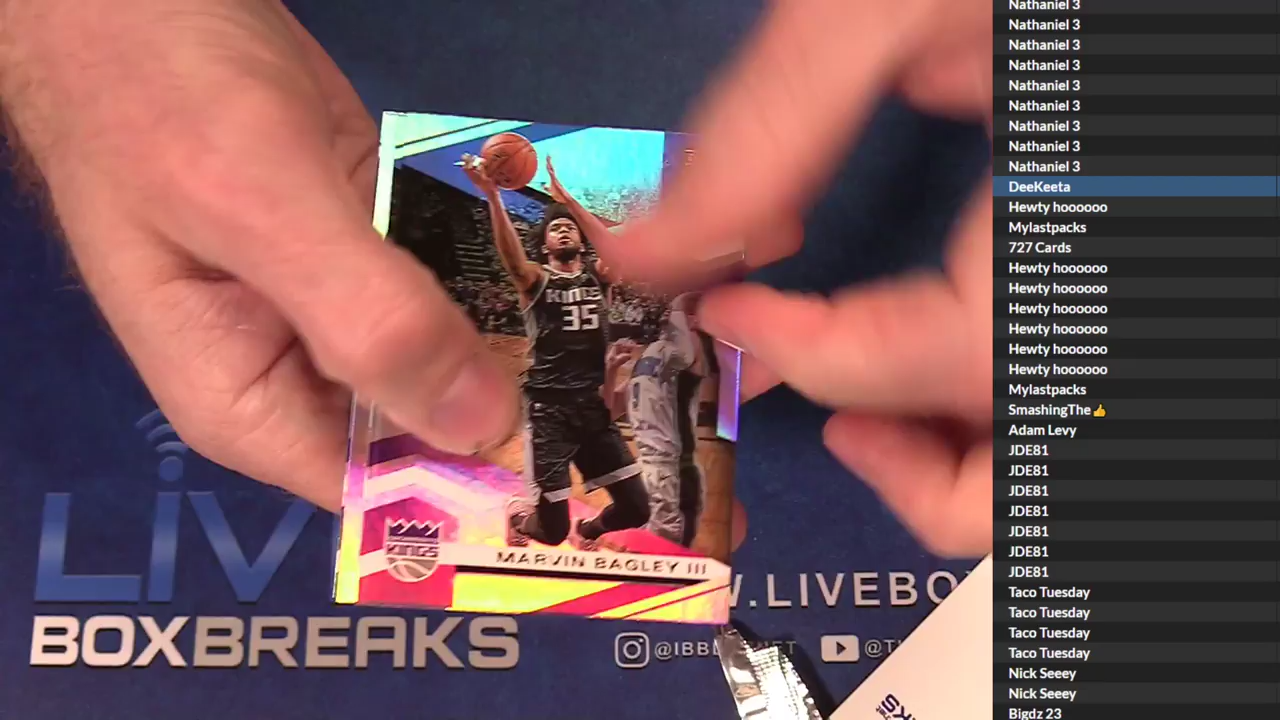 KINGS
35
KINGS
MARVIN BAGLEY III
LIV
BOXBREAKS
W.LIVEBO
@IBB
@T
Nathaniel 3
Nathaniel 3
Nathaniel 3
Nathaniel 3
Nathaniel 3
Nathaniel 3
Nathaniel 3
Nathaniel 3
Nathaniel 3
DeeKeeta
Hewty hoooooo
Mylastpacks
727 Cards
Hewty hoooooo
Hewty hoooooo
Hewty hoooooo
Hewty hoooooo
Hewty hoooooo
Hewty hoooooo
Mylastpacks
SmashingThe👍
Adam Levy
JDE81
JDE81
JDE81
JDE81
JDE81
JDE81
JDE81
Taco Tuesday
Taco Tuesday
Taco Tuesday
Taco Tuesday
Nick Seeey
Nick Seeey
Bigdz 23